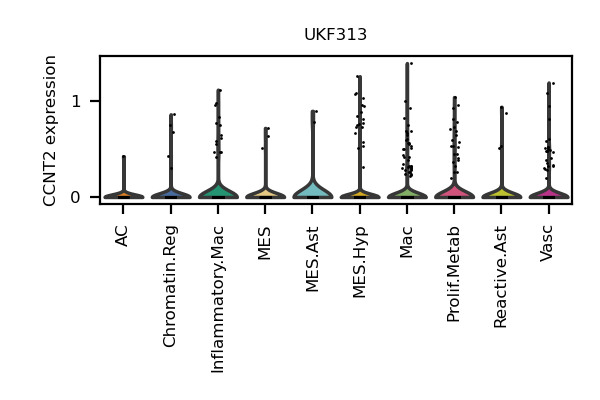 UKF313
CCNT2 expression
1
0
AC
Chromatin.Reg
Inflammatory.Mac
MES
MES.Ast
MES.Hyp
Mac
Prolif.Metab
Reactive.Ast
Vasc